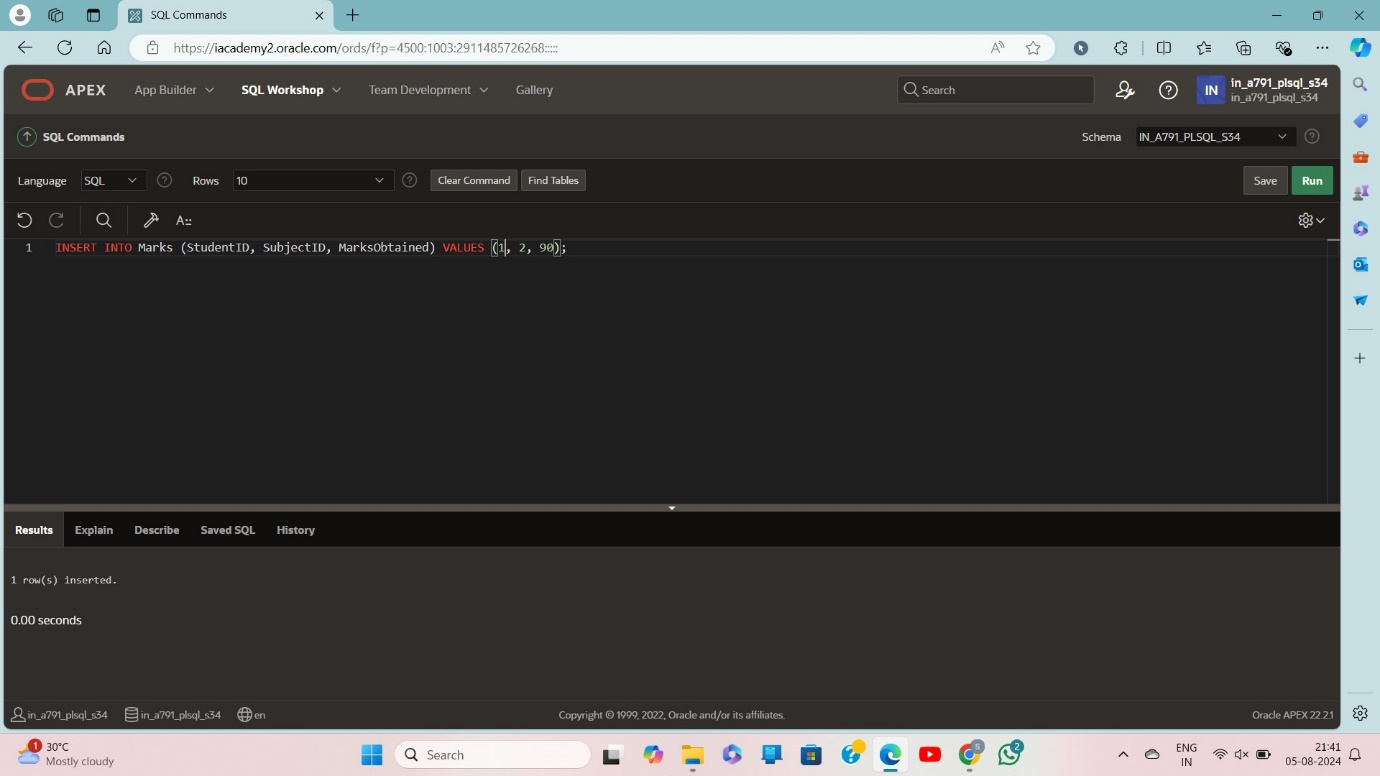 SQL Commands
https://iacademy2.oracle.com/ords/f?p=4500:1003:2911485726268:::::
APEX App Builder SQL Workshop Team Development Gallery Search IN in_a791_plsql_s34
in_a791_plsql_s34
SQL Commands Schema IN_A791_PLSQL_S34
Language SQL Rows 10 Clear Command Find Tables Save Run
A::
1 INSERT INTO Marks (StudentID, SubjectID, MarksObtained) VALUES (1, 2, 90);
Results Explain Describe Saved SQL History
1 row(s) inserted.
0.00 seconds
in_a791_plsql_s34 in_a791_plsql_s34 en Copyright © 1999, 2022, Oracle and/or its affiliates. Oracle APEX 22.2.1
1 30°C
Mostly cloudy
Search
S
2
ENG
IN
21:41
05-08-2024